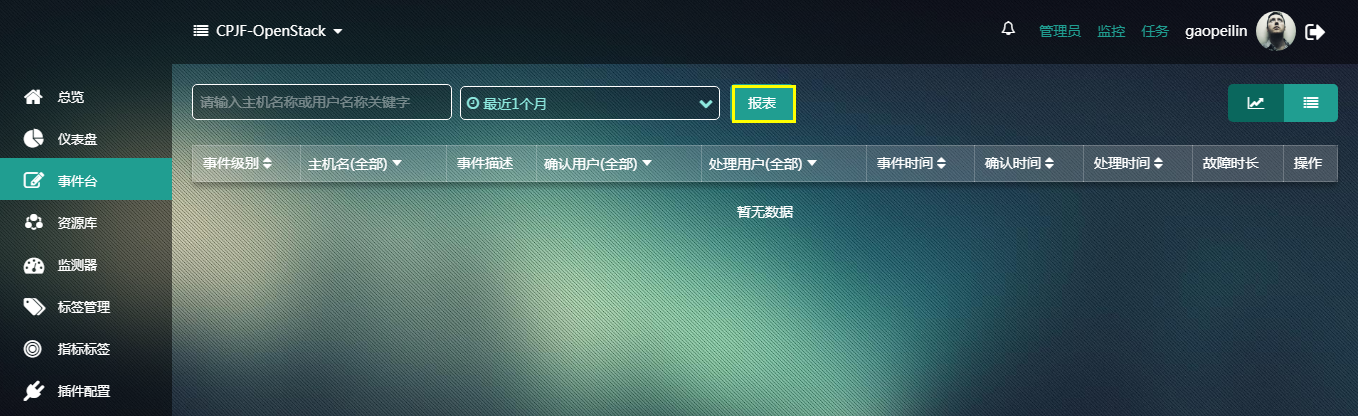 CPJF-OpenStack 管理员 监控 任务 gaopeilin
总览
仪表盘
事件台
资源库
监测器
标签管理
指标标签
插件配置
请输入主机名称或用户名称关键字 最近1个月 报表
事件级别 主机名(全部) 事件描述 确认用户(全部) 处理用户(全部) 事件时间 确认时间 处理时间 故障时长 操作
暂无数据